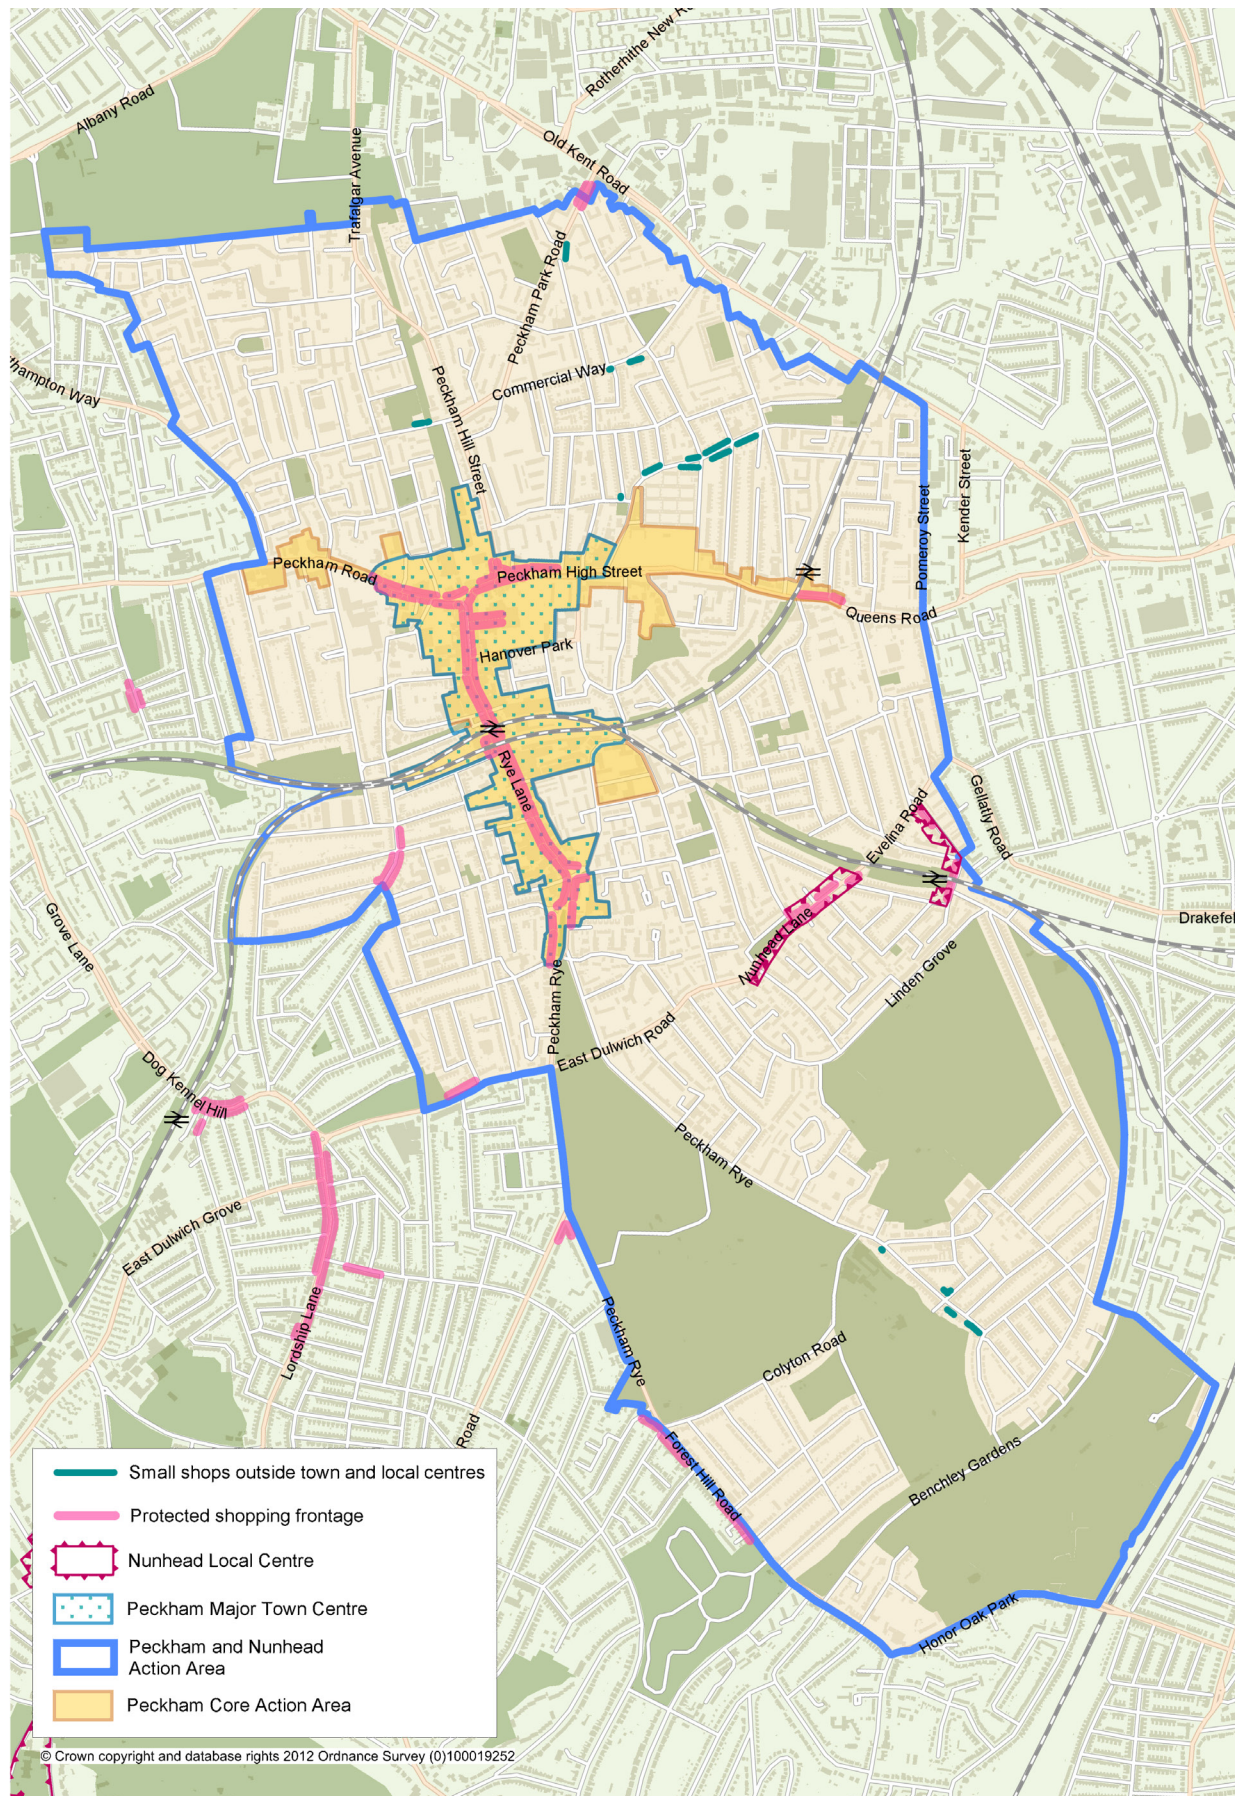 Rotherhithe New Ro
Albany Road
Old Kent Road
Trafalgar Avenue
Peckham Park Road
Commercial Way
thampton Way
Peckham Hill Street
Kender Street
Pomeroy Street
Peckham Road
Peckham High Street
Queens Road
Hanover Park
Rye Lane
Gellatly Road
Evelina Road
Grove Lane
Nunhead Lane
Drakefel
Linden Grove
Peckham Rye
East Dulwich Road
Dog Kennel Hill
Peckham Rye
East Dulwich Grove
Lordship Lane
Peckham Rye
Colyton Road
Road
Forest Hill Road
Benchley Gardens
Honor Oak Park
Small shops outside town and local centres
Protected shopping frontage
Nunhead Local Centre
Peckham Major Town Centre
Peckham and Nunhead
Action Area
Peckham Core Action Area
© Crown copyright and database rights 2012 Ordnance Survey (0)100019252